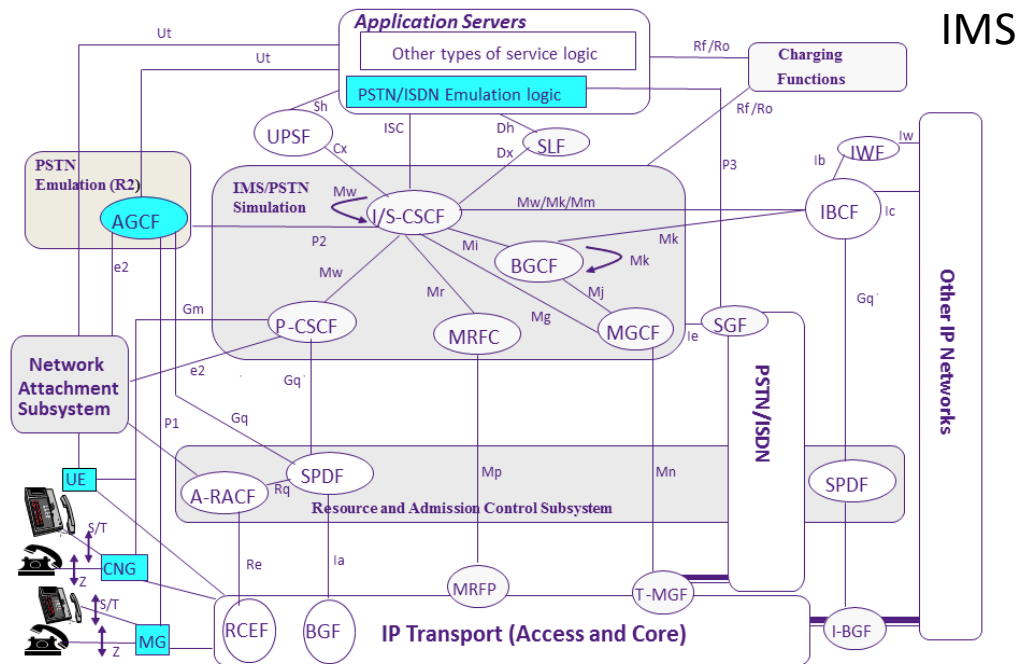 IMS
Application Servers
Other types of service logic
PSTN/ISDN Emulation logic
Ut
Ut
Rf/Ro
Charging
Functions
Rf/Ro
Sh
ISC
Dh
UPSF
SLF
Cx
Dx
P3
Iw
IWF
Ib
PSTN
Emulation (R2)
AGCF
IMS/PSTN
Simulation
Mw
I/S-CSCF
Mw/Mk/Mm
IBCF
Ic
P2
Mi
Mk
BGCF
Mk
e2
Mw
Mr
Mj
Gq'
Gm
Mg
P-CSCF
MRFC
MGCF
Ie
SGF
Other IP Networks
Network
Attachment
Subsystem
e2
Gq'
PSTN/ISDN
P1
Gq
Mp
Mn
UE
A-RACF
Rq
SPDF
SPDF
Resource and Admission Control Subsystem
S/T
Z
CNG
Re
Ia
MRFP
T-MGF
S/T
Z
MG
RCEF
BGF
IP Transport (Access and Core)
I-BGF